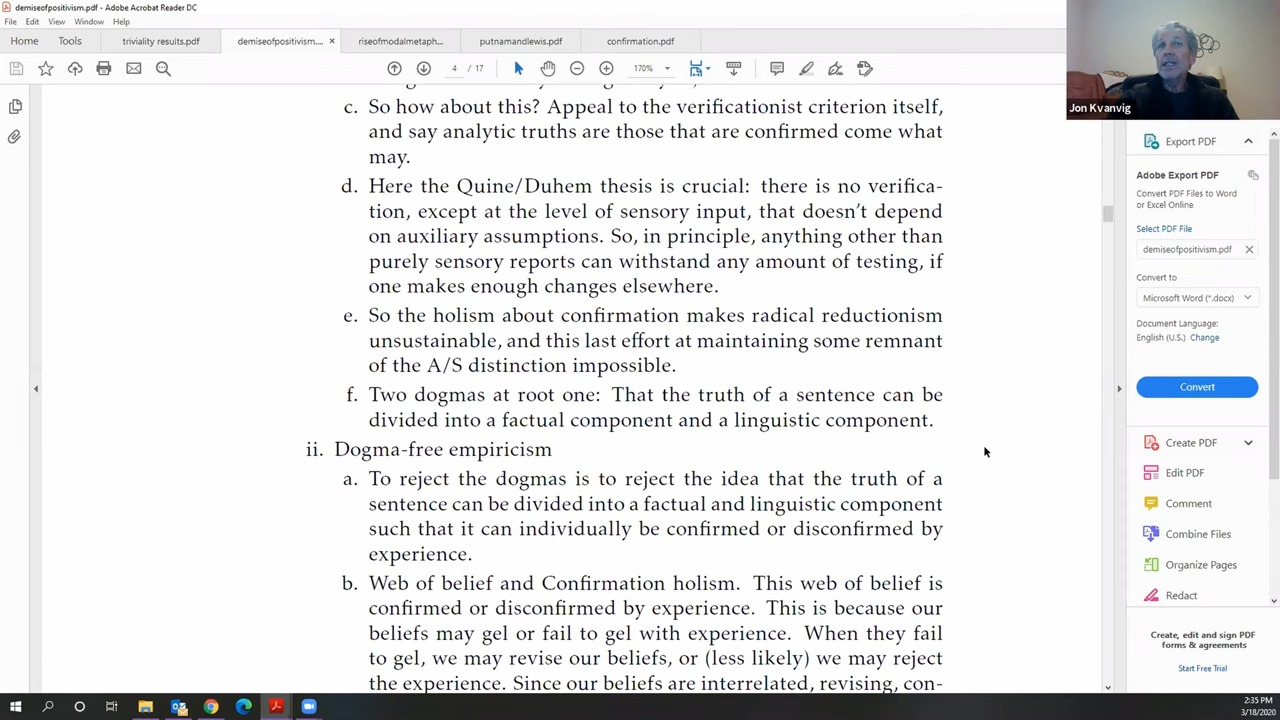 demiseofpositivism.pdf - Adobe Acrobat Reader DC
File Edit View Window Help
Home Tools triviality results.pdf demiseofpositivism.... × riseofmodalmetaph... putnamandlewis.pdf confirmation.pdf
4 17 170%
Jon Kvanvig
c. So how about this? Appeal to the verificationist criterion itself,
and say analytic truths are those that are confirmed come what
may.
d. Here the Quine/Duhem thesis is crucial: there is no verifica-
tion, except at the level of sensory input, that doesn't depend
on auxiliary assumptions. So, in principle, anything other than
purely sensory reports can withstand any amount of testing, if
one makes enough changes elsewhere.
e. So the holism about confirmation makes radical reductionism
unsustainable, and this last effort at maintaining some remnant
of the A/S distinction impossible.
f. Two dogmas at root one: That the truth of a sentence can be
divided into a factual component and a linguistic component.
ii. Dogma-free empiricism
a. To reject the dogmas is to reject the idea that the truth of a
sentence can be divided into a factual and linguistic component
such that it can individually be confirmed or disconfirmed by
experience.
b. Web of belief and Confirmation holism. This web of belief is
confirmed or disconfirmed by experience. This is because our
beliefs may gel or fail to gel with experience. When they fail
to gel, we may revise our beliefs, or (less likely) we may reject
the experience. Since our beliefs are interrelated, revising, con-
Export PDF
Adobe Export PDF
Convert PDF Files to Word
or Excel Online
Select PDF File
demiseofpositivism.pdf
Convert to
Microsoft Word (*.docx)
Document Language:
English (U.S.) Change
Convert
Create PDF
Edit PDF
Comment
Combine Files
Organize Pages
Redact
Create, edit and sign PDF
forms & agreements
Start Free Trial
2:35 PM
3/18/2020